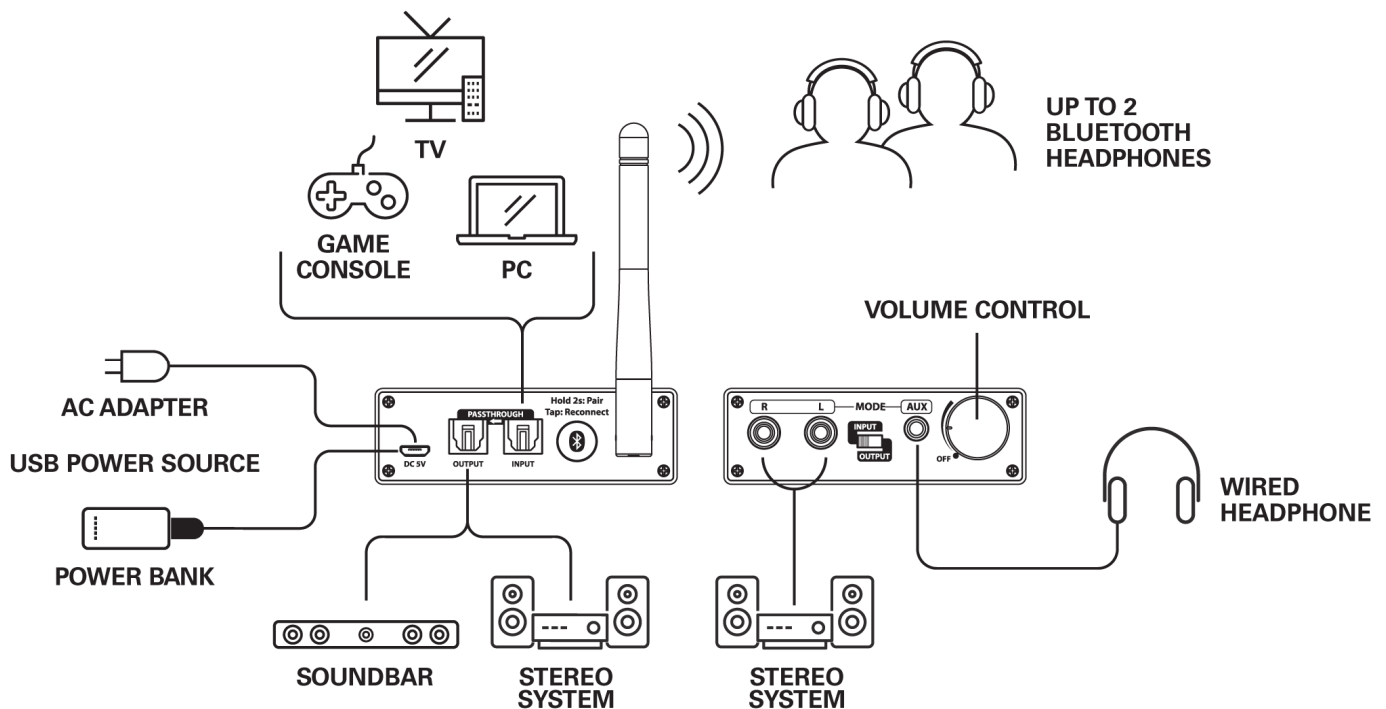 TV
GAME
CONSOLE
PC
UP TO 2
BLUETOOTH
HEADPHONES
VOLUME CONTROL
AC ADAPTER
USB POWER SOURCE
POWER BANK
Hold 2s: Pair
Tap: Reconnect
PASSTHROUGH
DC 5V
OUTPUT
INPUT
R
L
MODE
AUX
INPUT
OUTPUT
OFF
WIRED
HEADPHONE
SOUNDBAR
STEREO
SYSTEM
STEREO
SYSTEM